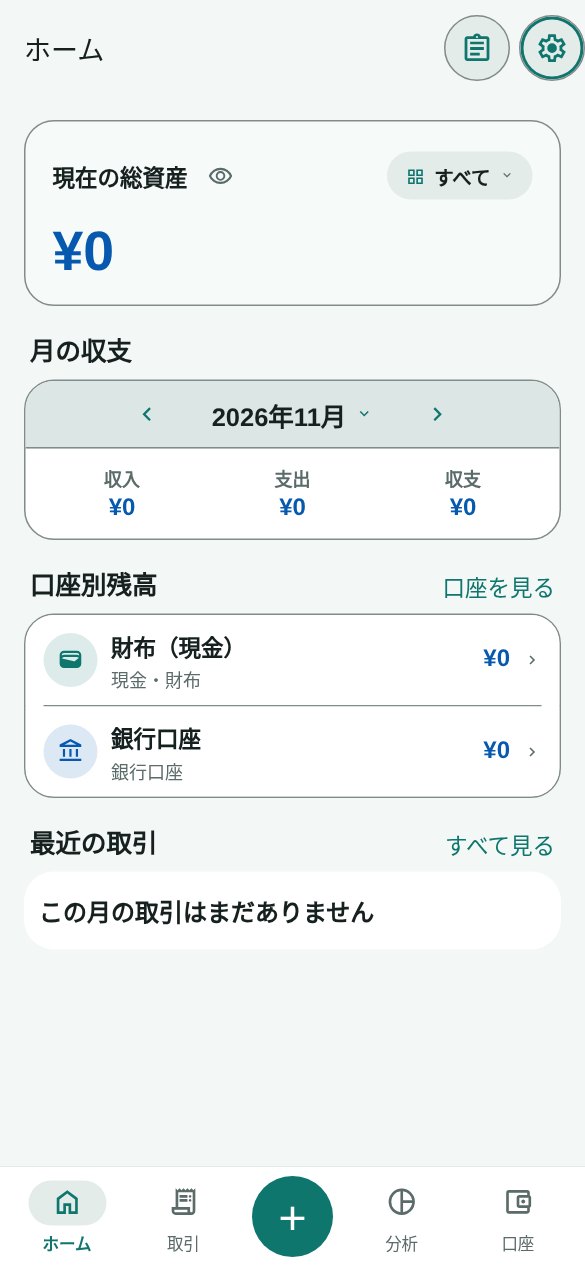 ホーム
現在の総資産
すべて
¥0
月の収支
2026年11月
収入 支出 収支
¥0 ¥0 ¥0
口座別残高 口座を見る
財布（現金） ¥0
現金・財布
銀行口座 ¥0
銀行口座
最近の取引 すべて見る
この月の取引はまだありません
ホーム 取引 分析 口座